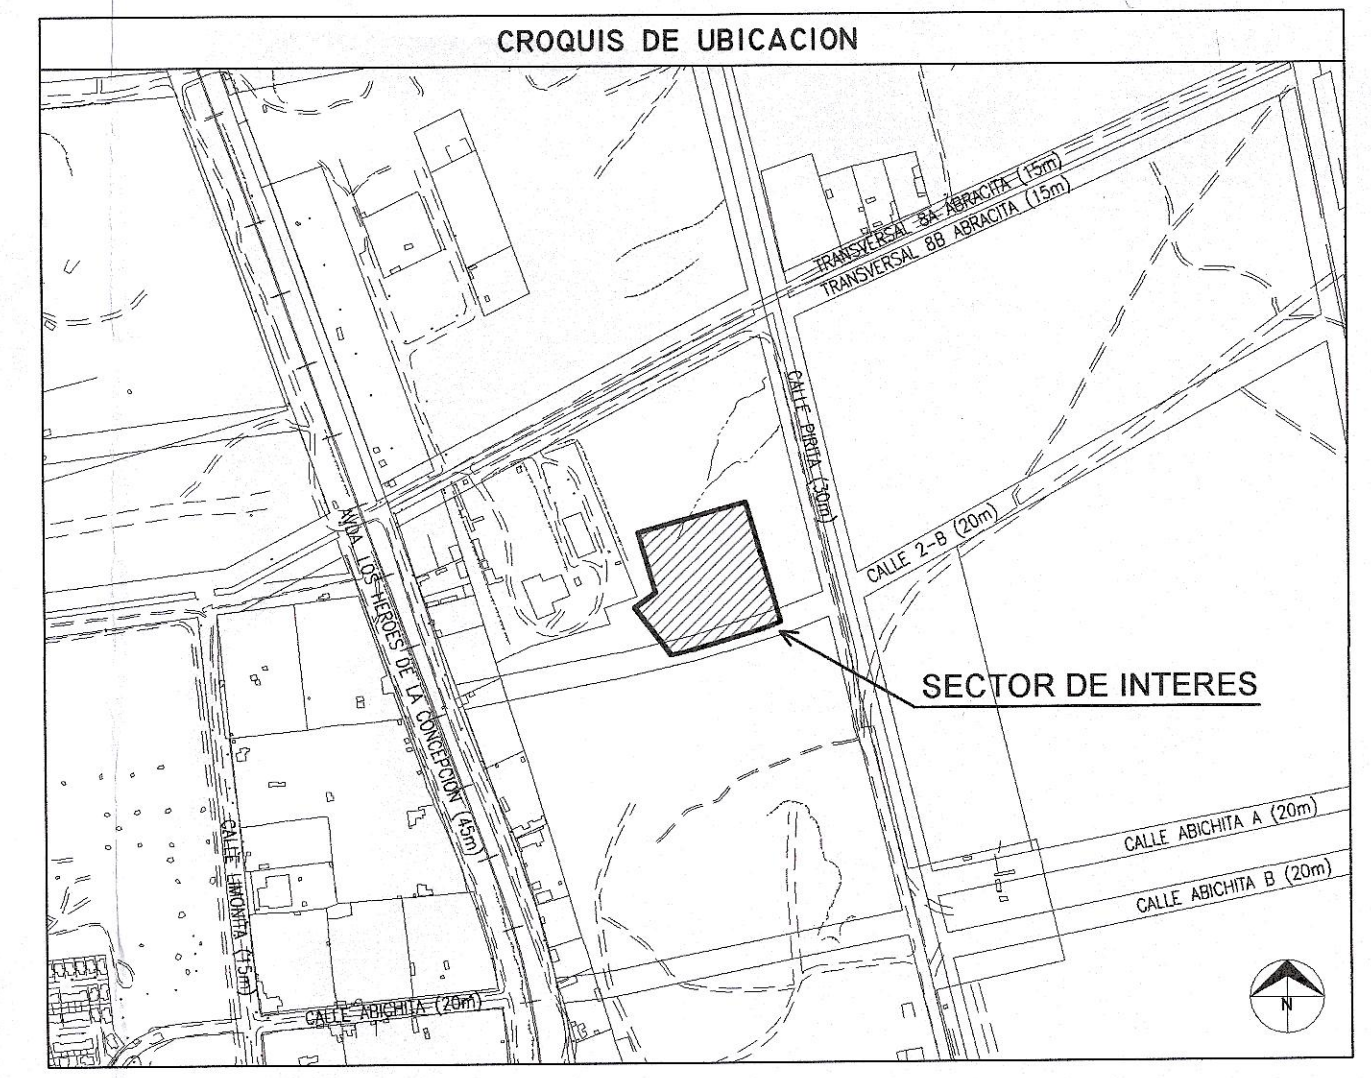 CROQUIS DE UBICACION
TRANSVERSAL 8A ABRACITA (15m)
TRANSVERSAL 8B ABRACITA (15m)
CALLE PIRITA (30m)
CALLE 2-B (20m)
AVDA LOS HEROES DE LA CONCEPCION (45m)
SECTOR DE INTERES
CALLE LIMONITA (15m)
CALLE ABICHITA A (20m)
CALLE ABICHITA B (20m)
CALLE ABICHITA (20m)
N